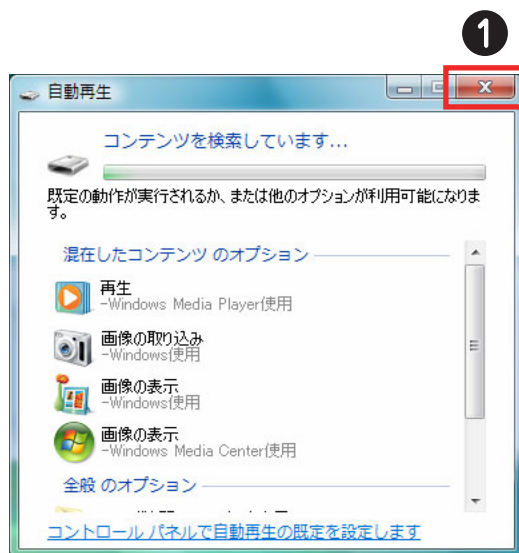 1
自動再生
コンテンツを検索しています...
既定の動作が実行されるか、または他のオプションが利用可能になりま
す。
混在したコンテンツ のオプション
再生
-Windows Media Player使用
画像の取り込み
-Windows使用
画像の表示
-Windows使用
画像の表示
-Windows Media Center使用
全般 のオプション
コントロール パネルで自動再生の既定を設定します